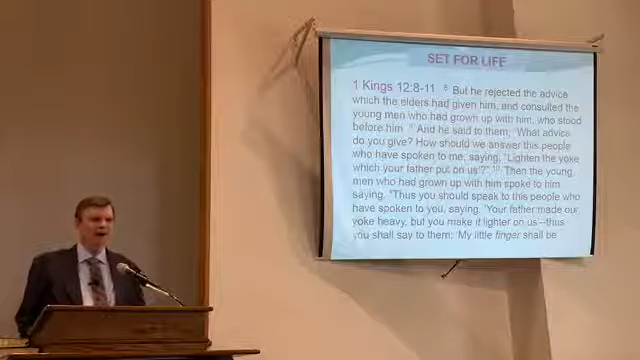 SET FOR LIFE
1 Kings 12:8-11 8 But he rejected the advice
which the elders had given him, and consulted the
young men who had grown up with him, who stood
before him 9 And he said to them, "What advice
do you give? How should we answer this people
who have spoken to me, saying, 'Lighten the yoke
which your father put on us'?" 10 Then the young
men who had grown up with him spoke to him
saying, "Thus you should speak to this people who
have spoken to you, saying, 'Your father made our
yoke heavy, but you make it lighter on us'--thus
you shall say to them: 'My little finger shall be